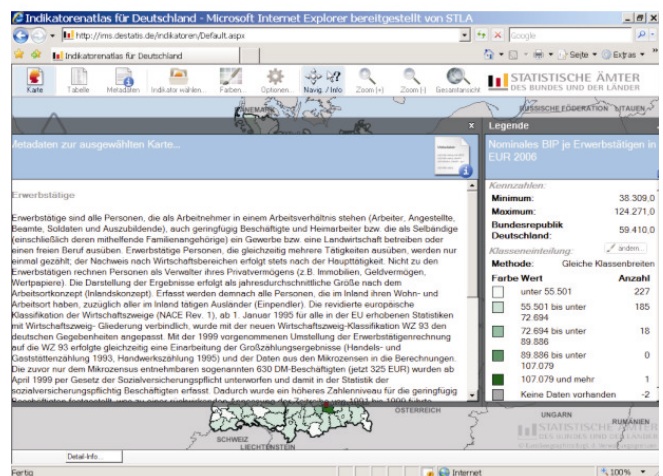 Indikatorenatlas für Deutschland - Microsoft Internet Explorer bereitgestellt von STLA
http://ims.destatis.de/indikatoren/Default.aspx
Google
Indikatorenatlas für Deutschland
Seite Extras
Karte Tabelle Metadaten Indikator wählen... Farben... Optionen... Navig. / Info Zoom [+] Zoom [-] Gesamtansicht
STATISTISCHE ÄMTER
DES BUNDES UND DER LÄNDER
DÄNEMARK
RUSSISCHE FÖDERATION LITAUEN
Legende
Metadaten zur ausgewählten Karte...
Nominales BIP je Erwerbstätigen in
EUR 2006
Erwerbstätige
Erwerbstätige sind alle Personen, die als Arbeitnehmer in einem Arbeitsverhältnis stehen (Arbeiter, Angestellte,
Beamte, Soldaten und Auszubildende), auch geringfügig Beschäftigte und Heimarbeiter bzw. die als Selbändige
(einschließlich deren mithelfende Familienangehörige) ein Gewerbe bzw. eine Landwirtschaft betreiben oder
einen freien Beruf ausüben. Erwerbstätige Personen, die gleichzeitig mehrere Tätigkeiten ausüben, werden nur
einmal gezählt; der Nachweis nach Wirtschaftsbereichen erfolgt stets nach der Haupttätigkeit. Nicht zu den
Erwerbstätigen rechnen Personen als Verwalter ihres Privatvermögens (z.B. Immobilien, Geldvermögen,
Wertpapiere). Die Darstellung der Ergebnisse erfolgt als jahresdurchschnittliche Größe nach dem
Arbeitsortkonzept (Inlandskonzept). Erfasst werden demnach alle Personen, die im Inland ihren Wohn- und
Arbeitsort haben, zuzüglich aller im Inland tätigen Ausländer (Einpendler). Die revidierte europäische
Klassifikation der Wirtschaftszweige (NACE Rev. 1), ab 1. Januar 1995 für alle in der EU erhobenen Statistiken
mit Wirtschaftszweig- Gliederung verbindlich, wurde mit der neuen Wirtschaftszweig-Klassifikation WZ 93 den
deutschen Gegebenheiten angepasst. Mit der 1999 vorgenommenen Umstellung der Erwerbstätigenrechnung
auf die WZ 93 erfolgte gleichzeitig eine Einarbeitung der Großzählungsergebnisse (Handels- und
Gaststättenzählung 1993, Handwerkszählung 1995) und der Daten aus den Mikrozensen in die Berechnungen.
Die zuvor nur dem Mikrozensus entnehmbaren sogenannten 630 DM-Beschäftigten (jetzt 325 EUR) wurden ab
April 1999 per Gesetz der Sozialversicherungspflicht unterworfen und damit in der Statistik der
sozialversicherungspflichtig Beschäftigten erfasst. Dadurch wurde ein höheres Zahlenniveau für die geringfügig
Kennzahlen:
Minimum: 38.309,0
Maximum: 124.271,0
Bundesrepublik
Deutschland: 59.410,0
Klasseneinteilung: ändern...
Methode: Gleiche Klassenbreiten
Farbe Wert Anzahl
unter 55.501 227
55.501 bis unter 185
72.694
72.694 bis unter 18
89.886
89.886 bis unter 0
107.079
107.079 und mehr 1
Keine Daten vorhanden -2
ÖSTERREICH
UNGARN
RUMÄNIEN
SCHWEIZ
LIECHTENSTEIN
STATISTISCHE ÄMTER
DES BUNDES UND DER LÄNDER
Detail-Info...
Fertig
Internet
100%